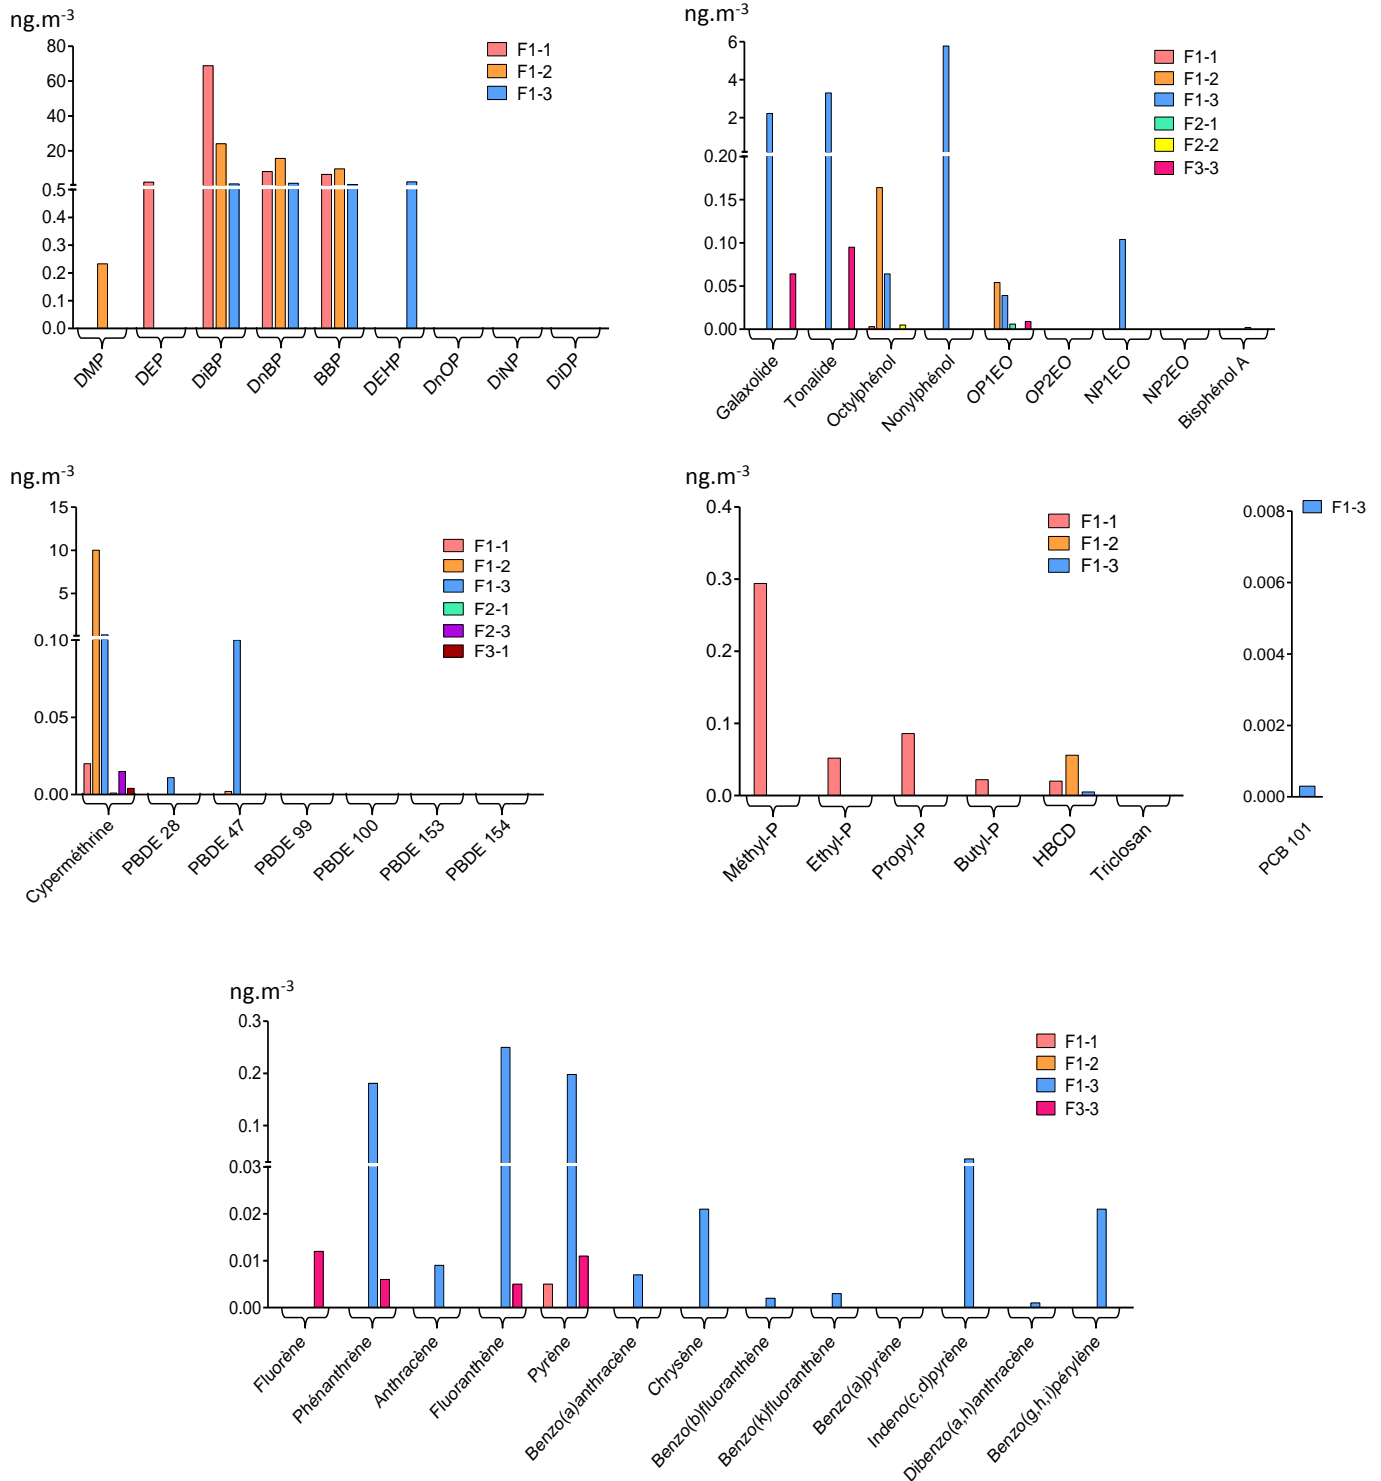 ng.m-3
80
60
40
20
0.5
0.4
0.3
0.2
0.1
0.0
F1-1
F1-2
F1-3
DMP
DEP
DiBP
DnBP
BBP
DEHP
DnOP
DiNP
DiDP
ng.m-3
6
4
2
0.20
0.15
0.10
0.05
0.00
F1-1
F1-2
F1-3
F2-1
F2-2
F3-3
Galaxolide
Tonalide
Octylphénol
Nonylphénol
OP1EO
OP2EO
NP1EO
NP2EO
Bisphénol A
ng.m-3
15
10
5
0.10
0.05
0.00
F1-1
F1-2
F1-3
F2-1
F2-3
F3-1
Cyperméthrine
PBDE 28
PBDE 47
PBDE 99
PBDE 100
PBDE 153
PBDE 154
ng.m-3
0.4
0.3
0.2
0.1
0.0
F1-1
F1-2
F1-3
Méthyl-P
Ethyl-P
Propyl-P
Butyl-P
HBCD
Triclosan
0.008
0.006
0.004
0.002
0.000
F1-3
PCB 101
ng.m-3
0.3
0.2
0.1
0.03
0.02
0.01
0.00
F1-1
F1-2
F1-3
F3-3
Fluorène
Phénanthrène
Anthracène
Fluoranthène
Pyrène
Benzo(a)anthracène
Chrysène
Benzo(b)fluoranthène
Benzo(k)fluoranthène
Benzo(a)pyrène
Indeno(c,d)pyrène
Dibenzo(a,h)anthracène
Benzo(g,h,i)pérylène